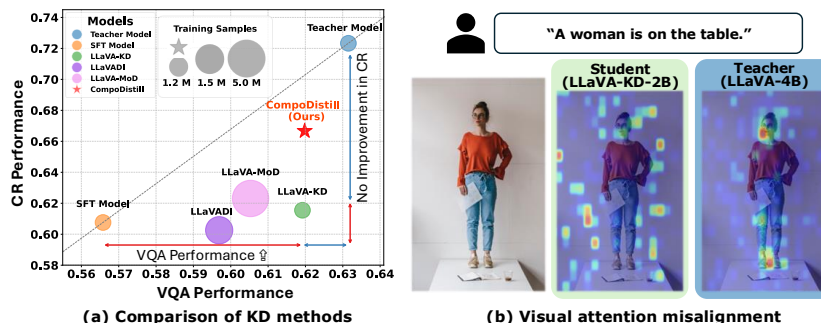 Models
Teacher Model
SFT Model
LLaVA-KD
LLaVADI
LLaVA-MoD
CompoDistill
Training Samples
1.2 M
1.5 M
5.0 M
Teacher Model
CompoDistill
(Ours)
LLaVA-MoD
LLaVA-KD
SFT Model
LLaVADI
No Improvement in CR
VQA Performance ⇧
CR Performance
0.74
0.72
0.70
0.68
0.66
0.64
0.62
0.60
0.58
0.56 0.57 0.58 0.59 0.60 0.61 0.62 0.63 0.64
VQA Performance
(a) Comparison of KD methods
“A woman is on the table.”
Student
(LLaVA-KD-2B)
Teacher
(LLaVA-4B)
(b) Visual attention misalignment